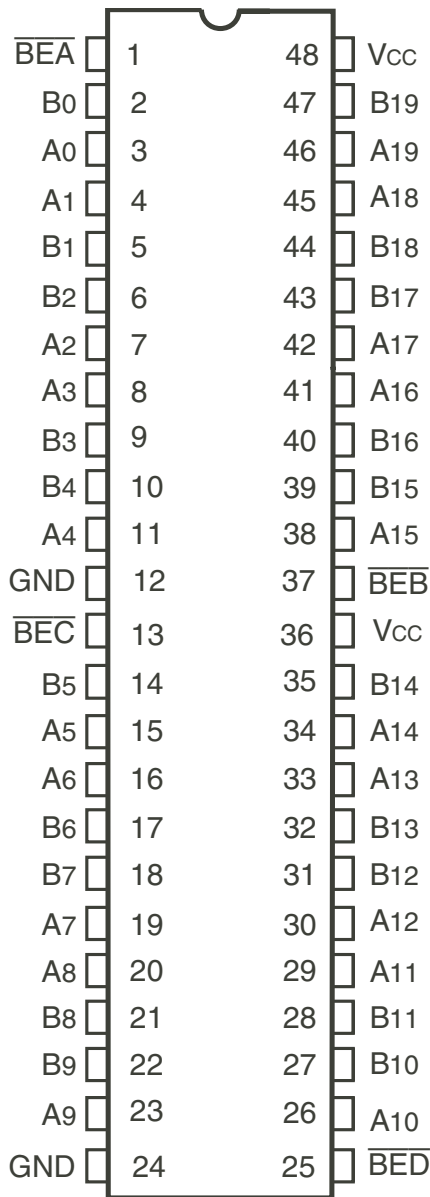 B̅E̅A̅ 1 48 VCC
B0 2 47 B19
A0 3 46 A19
A1 4 45 A18
B1 5 44 B18
B2 6 43 B17
A2 7 42 A17
A3 8 41 A16
B3 9 40 B16
B4 10 39 B15
A4 11 38 A15
GND 12 37 B̅E̅B̅
B̅E̅C̅ 13 36 VCC
B5 14 35 B14
A5 15 34 A14
A6 16 33 A13
B6 17 32 B13
B7 18 31 B12
A7 19 30 A12
A8 20 29 A11
B8 21 28 B11
B9 22 27 B10
A9 23 26 A10
GND 24 25 B̅E̅D̅